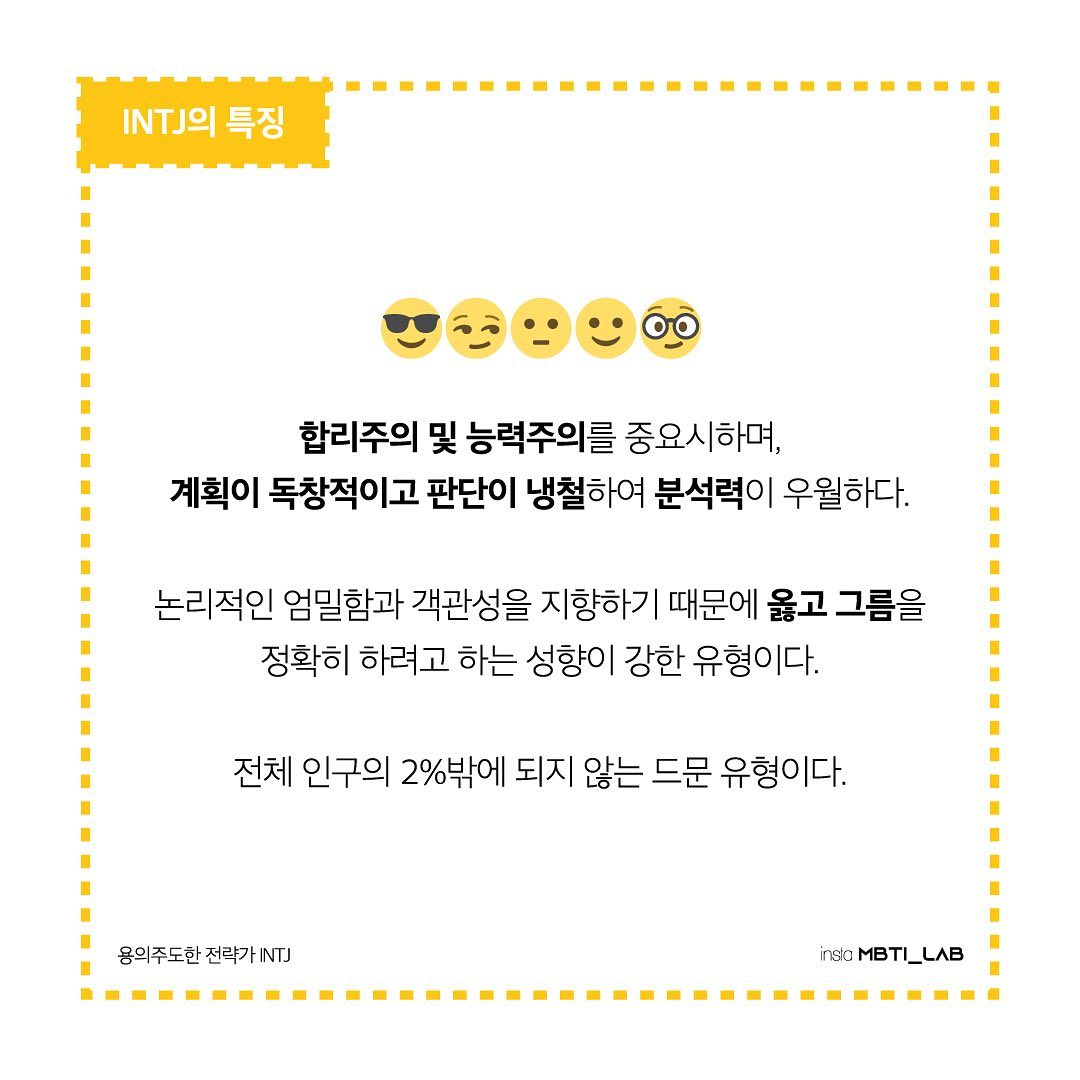 INTJ의 특징
합리주의 및 능력주의를 중요시하며,
계획이 독창적이고 판단이 냉철하여 분석력이 우월하다.
논리적인 엄밀함과 객관성을 지향하기 때문에 옳고 그름을
정확히 하려고 하는 성향이 강한 유형이다.
전체 인구의 2%밖에 되지 않는 드문 유형이다.
용의주도한 전략가 INTJ
insta MBTI_LAB